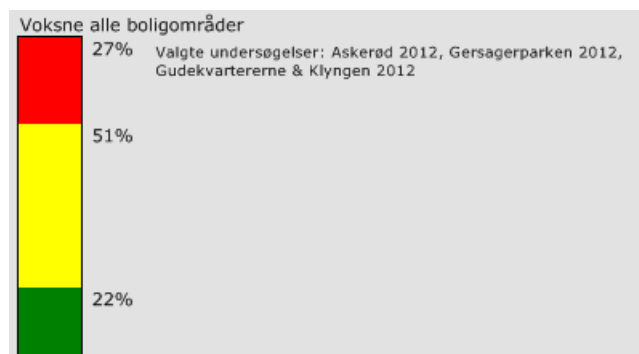 Voksne alle boligområder
27%
Valgte undersøgelser: Askerød 2012, Gersagerparken 2012,
Gudekvartererne & Klyngen 2012
51%
22%